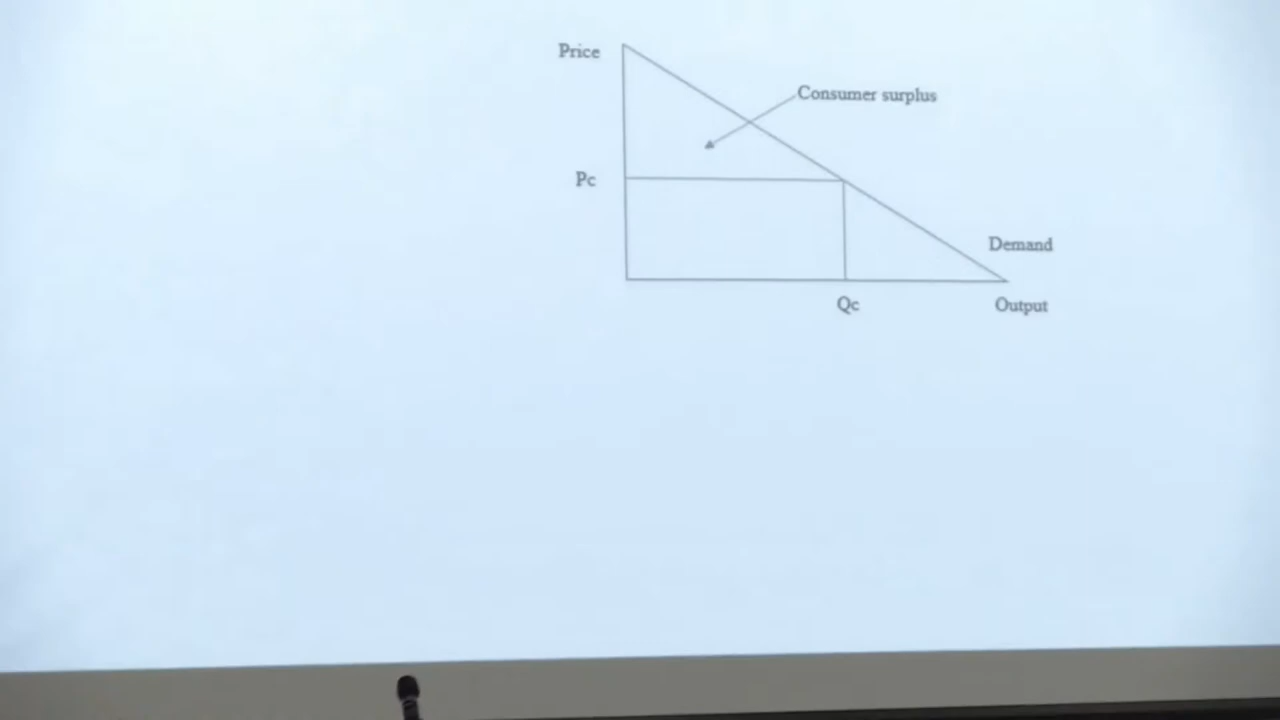 Price
Consumer surplus
Pc
Demand
Qc
Output